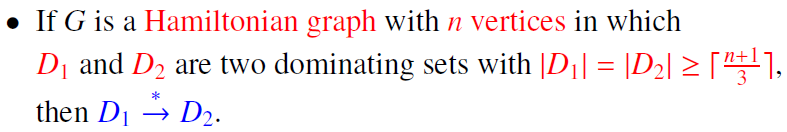 • If G is a Hamiltonian graph with n vertices in which
D₁ and D₂ are two dominating sets with |D₁| = |D₂| ≥ ⌈(n+1)/3⌉,
then D₁ →* D₂.